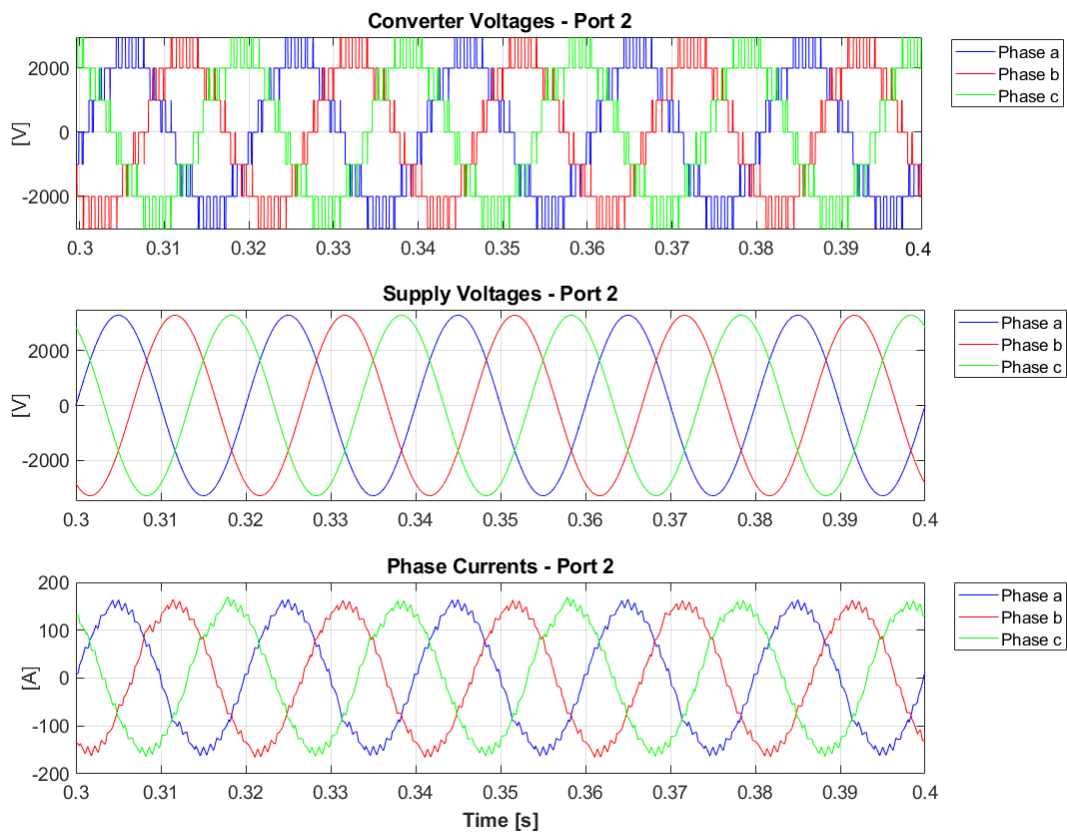 Converter Voltages - Port 2
[V]
2000
0
-2000
0.3 0.31 0.32 0.33 0.34 0.35 0.36 0.37 0.38 0.39 0.4
Phase a
Phase b
Phase c
Supply Voltages - Port 2
[V]
2000
0
-2000
0.3 0.31 0.32 0.33 0.34 0.35 0.36 0.37 0.38 0.39 0.4
Phase a
Phase b
Phase c
Phase Currents - Port 2
[A]
200
100
0
-100
-200
0.3 0.31 0.32 0.33 0.34 0.35 0.36 0.37 0.38 0.39 0.4
Time [s]
Phase a
Phase b
Phase c